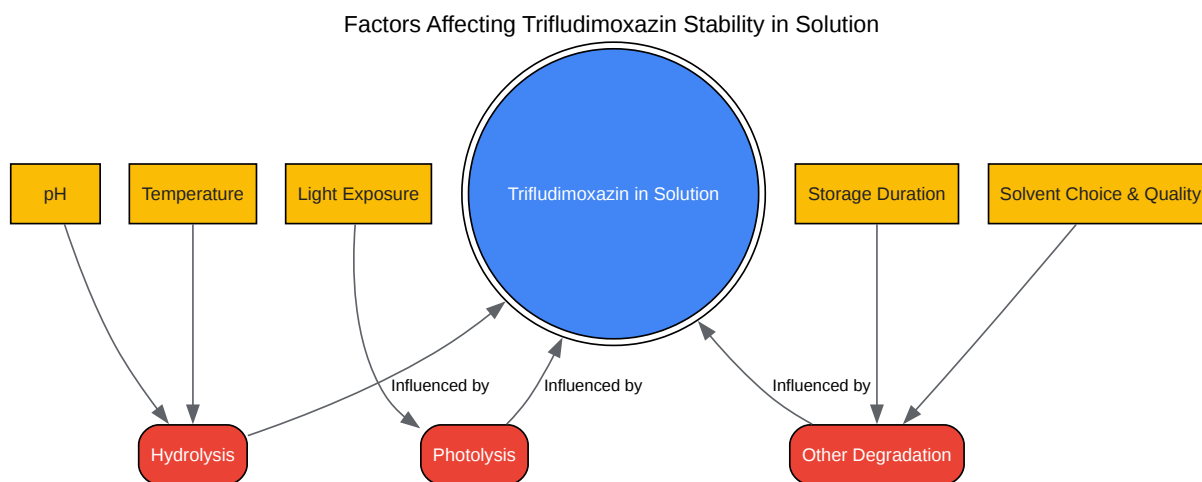 Factors Affecting Trifludimoxazin Stability in Solution
pH
Temperature
Light Exposure
Trifludimoxazin in Solution
Storage Duration
Solvent Choice & Quality
Influenced by
Influenced by
Influenced by
Hydrolysis
Photolysis
Other Degradation